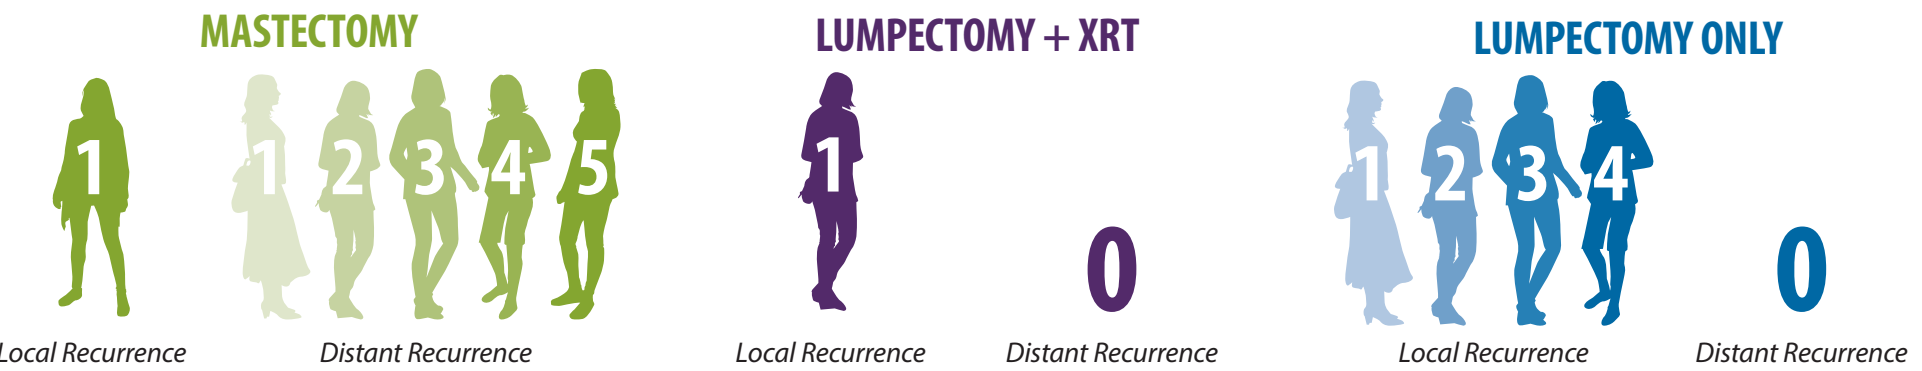 MASTECTOMY
1
1 2 3 4 5
Local Recurrence
Distant Recurrence
LUMPECTOMY + XRT
1
0
Local Recurrence
Distant Recurrence
LUMPECTOMY ONLY
1 2 3 4
0
Local Recurrence
Distant Recurrence